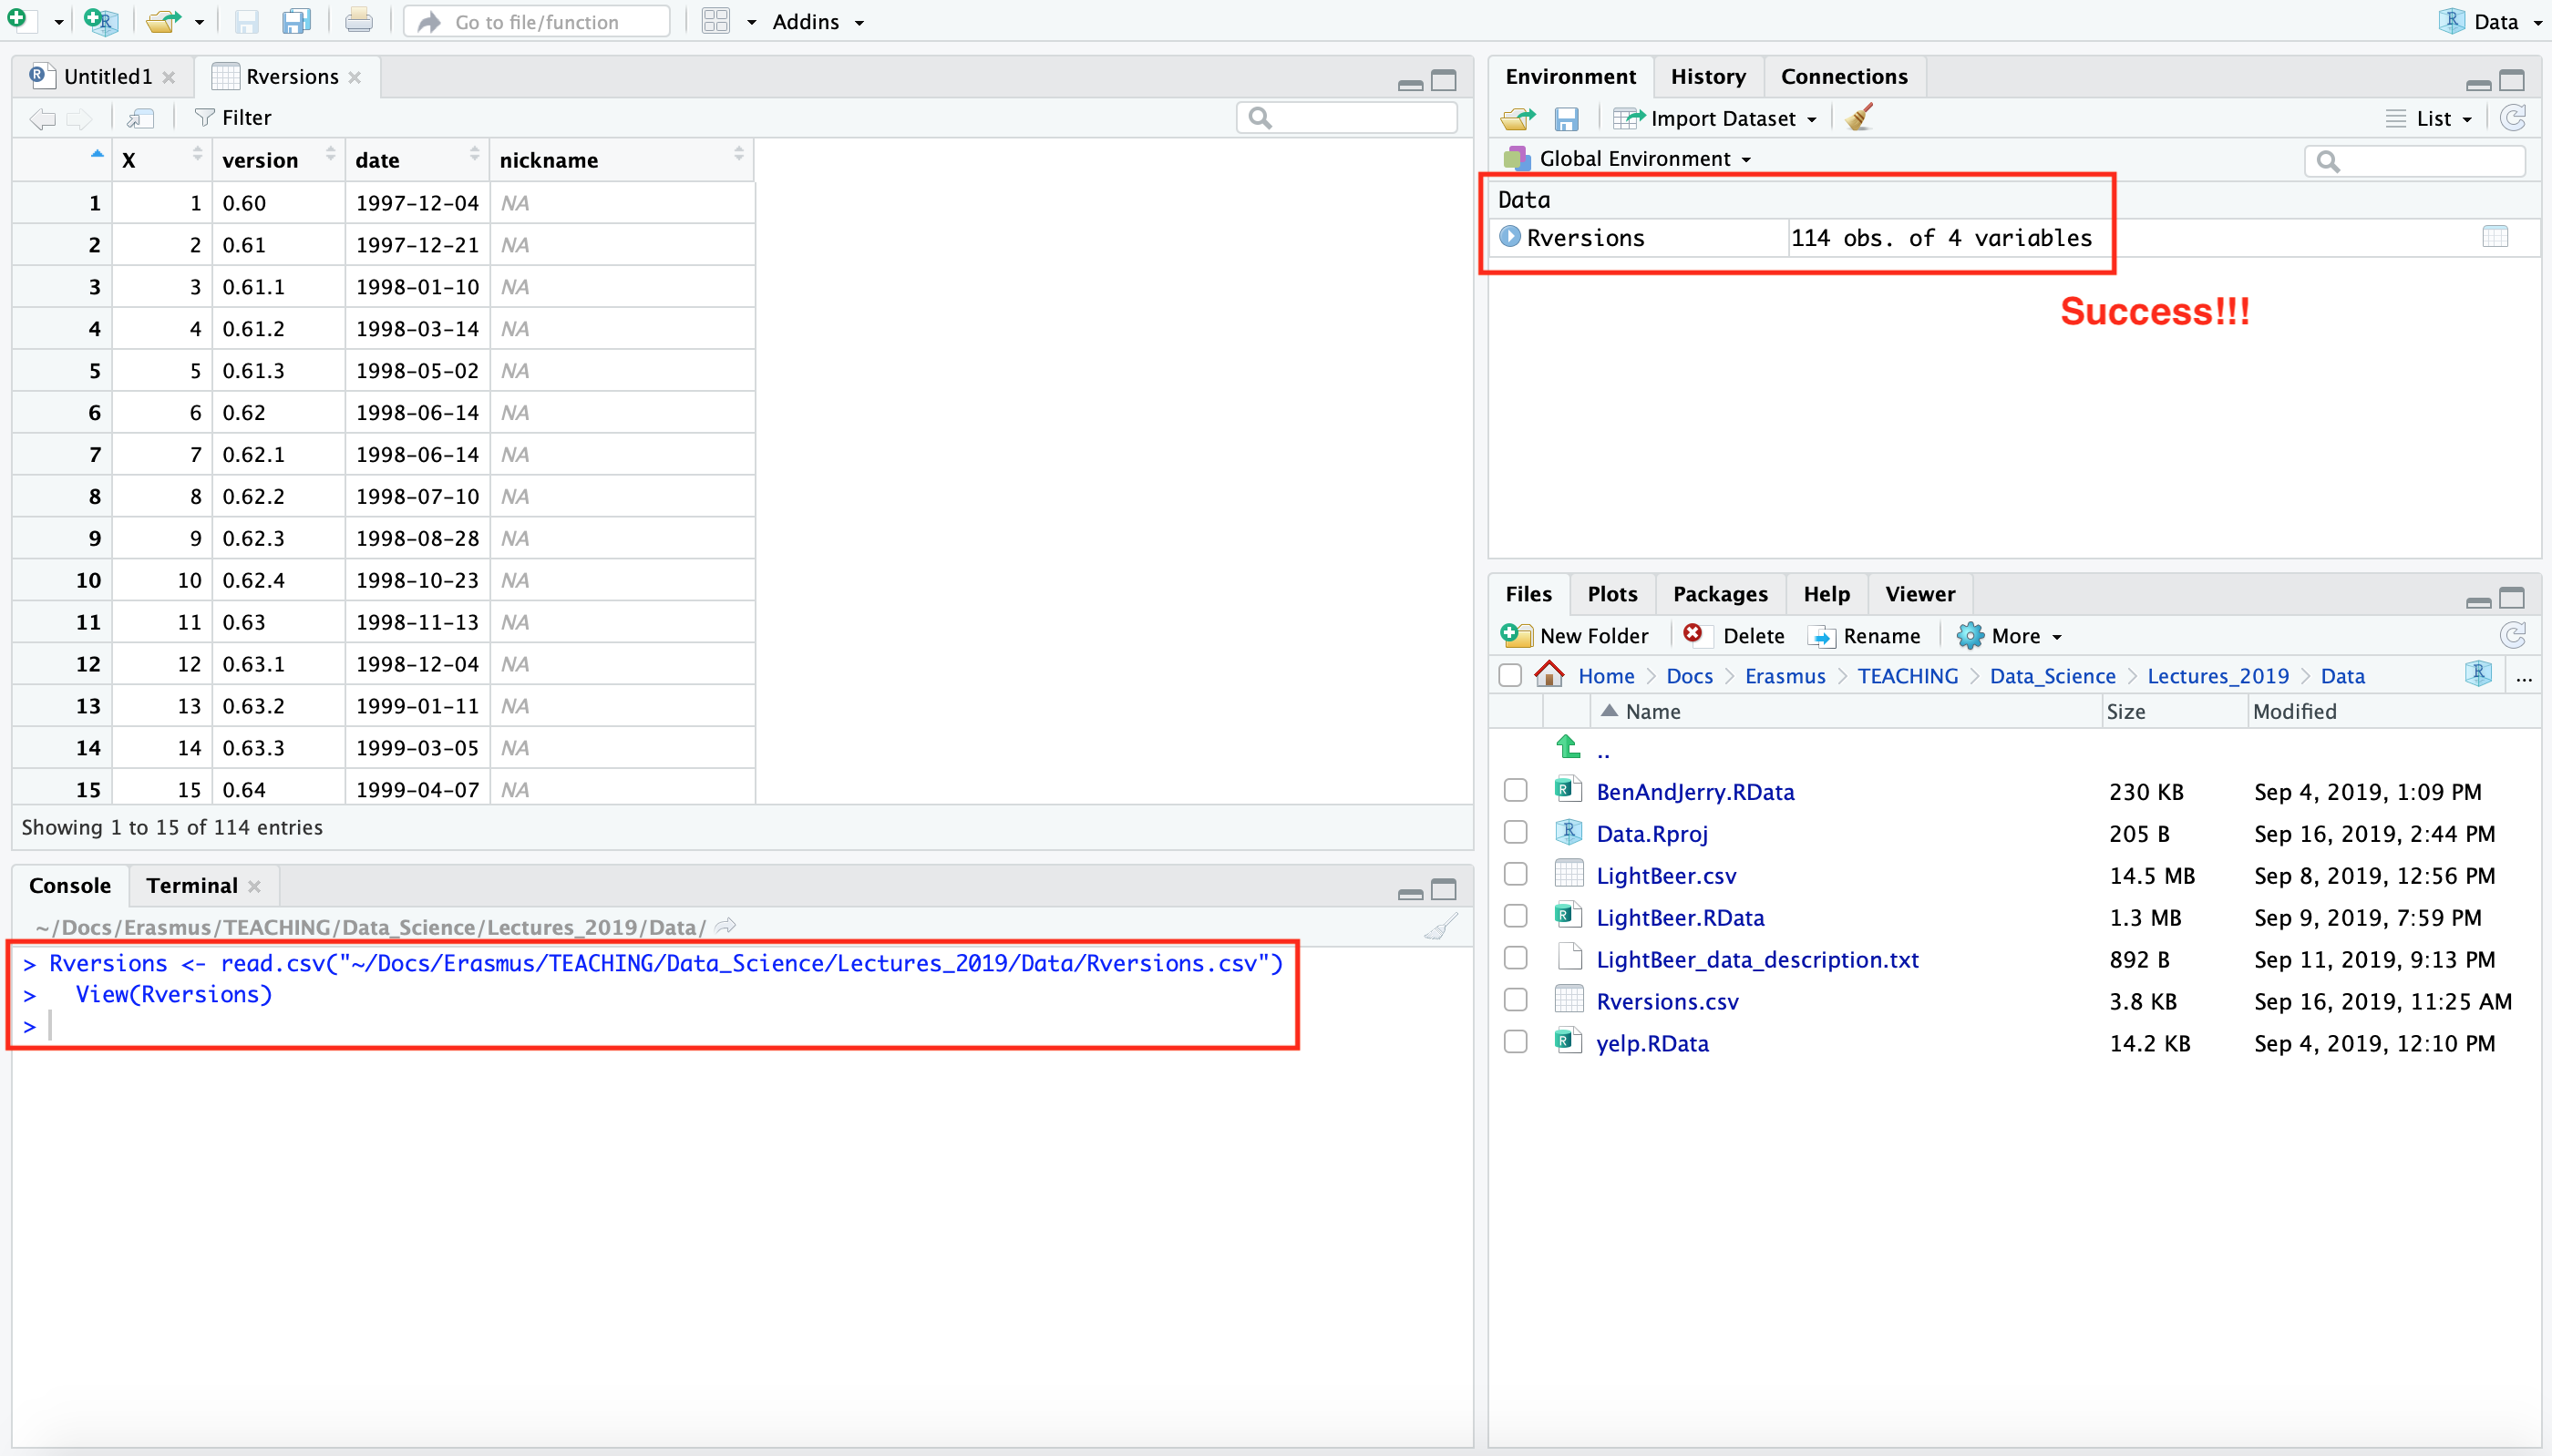 Go to file/function
Addins
Data
Untitled1
Rversions
Filter
X version date nickname
1 1 0.60 1997-12-04 NA
2 2 0.61 1997-12-21 NA
3 3 0.61.1 1998-01-10 NA
4 4 0.61.2 1998-03-14 NA
5 5 0.61.3 1998-05-02 NA
6 6 0.62 1998-06-14 NA
7 7 0.62.1 1998-06-14 NA
8 8 0.62.2 1998-07-10 NA
9 9 0.62.3 1998-08-28 NA
10 10 0.62.4 1998-10-23 NA
11 11 0.63 1998-11-13 NA
12 12 0.63.1 1998-12-04 NA
13 13 0.63.2 1999-01-11 NA
14 14 0.63.3 1999-03-05 NA
15 15 0.64 1999-04-07 NA
Showing 1 to 15 of 114 entries
Console Terminal
~/Docs/Erasmus/TEACHING/Data_Science/Lectures_2019/Data/
> Rversions <- read.csv("~/Docs/Erasmus/TEACHING/Data_Science/Lectures_2019/Data/Rversions.csv")
> View(Rversions)
>
Environment History Connections
Import Dataset List
Global Environment
Data
Rversions 114 obs. of 4 variables
Success!!!
Files Plots Packages Help Viewer
New Folder Delete Rename More
Home Docs Erasmus TEACHING Data_Science Lectures_2019 Data ...
Name Size Modified
..
BenAndJerry.RData 230 KB Sep 4, 2019, 1:09 PM
Data.Rproj 205 B Sep 16, 2019, 2:44 PM
LightBeer.csv 14.5 MB Sep 8, 2019, 12:56 PM
LightBeer.RData 1.3 MB Sep 9, 2019, 7:59 PM
LightBeer_data_description.txt 892 B Sep 11, 2019, 9:13 PM
Rversions.csv 3.8 KB Sep 16, 2019, 11:25 AM
yelp.RData 14.2 KB Sep 4, 2019, 12:10 PM